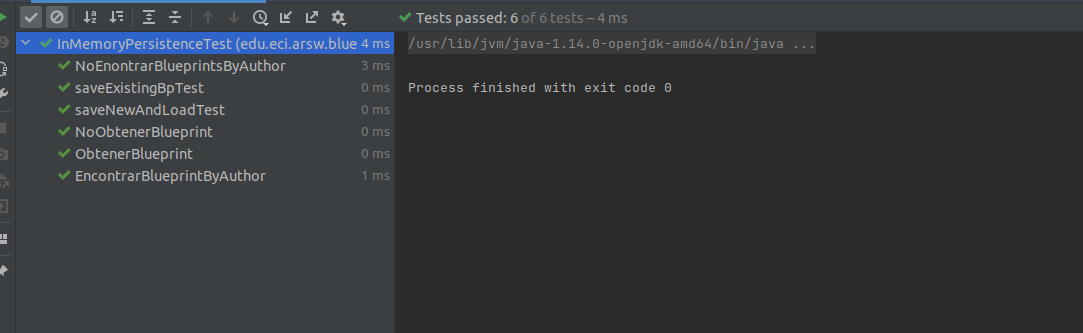 Tests passed: 6 of 6 tests – 4 ms
InMemoryPersistenceTest (edu.eci.arsw.blue 4 ms
NoEnontrarBlueprintsByAuthor 3 ms
saveExistingBpTest 0 ms
saveNewAndLoadTest 0 ms
NoObtenerBlueprint 0 ms
ObtenerBlueprint 0 ms
EncontrarBlueprintByAuthor 1 ms
/usr/lib/jvm/java-1.14.0-openjdk-amd64/bin/java ...
Process finished with exit code 0